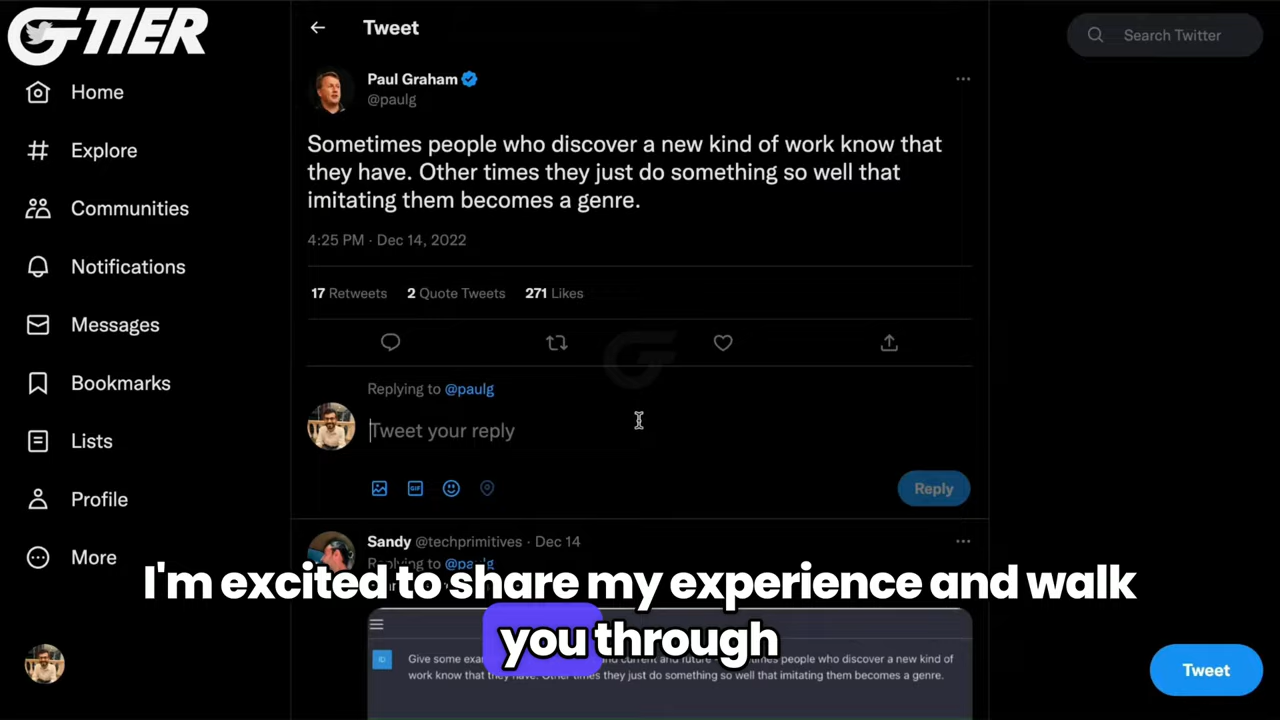 GTIER
Tweet
Search Twitter
Home
Explore
Communities
Notifications
Messages
Bookmarks
Lists
Profile
More
Paul Graham
@paulg
Sometimes people who discover a new kind of work know that
they have. Other times they just do something so well that
imitating them becomes a genre.
4:25 PM · Dec 14, 2022
17 Retweets 2 Quote Tweets 271 Likes
Replying to @paulg
Tweet your reply
GIF
Reply
Sandy @techprimitives · Dec 14
Replying to @paulg
I'm excited to share my experience and walk
you through
Give some and current and future people who discover a new kind of
work know that they have. Other times they just do something so well that imitating them becomes a genre.
Tweet